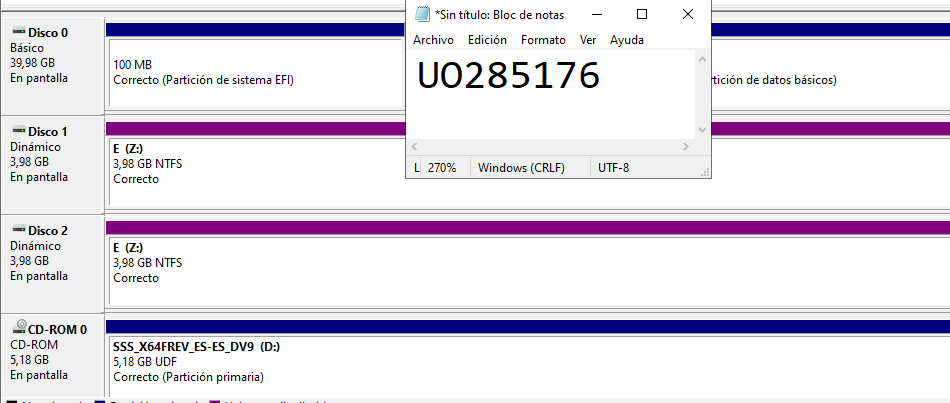 *Sin título: Bloc de notas
Archivo Edición Formato Ver Ayuda
UO285176
L 270% Windows (CRLF) UTF-8
Disco 0
Básico
39,98 GB
En pantalla
100 MB
Correcto (Partición de sistema EFI)
tición de datos básicos)
Disco 1
Dinámico
3,98 GB
En pantalla
E (Z:)
3,98 GB NTFS
Correcto
Disco 2
Dinámico
3,98 GB
En pantalla
E (Z:)
3,98 GB NTFS
Correcto
CD-ROM 0
CD-ROM
5,18 GB
En pantalla
SSS_X64FREV_ES-ES_DV9 (D:)
5,18 GB UDF
Correcto (Partición primaria)